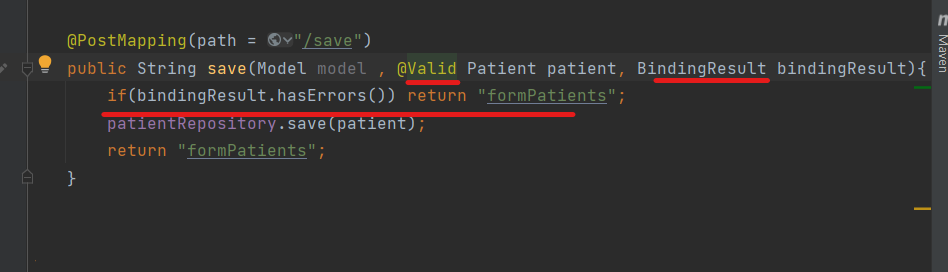 @PostMapping(path = "/save")
public String save(Model model , @Valid Patient patient, BindingResult bindingResult){
if(bindingResult.hasErrors()) return "formPatients";
patientRepository.save(patient);
return "formPatients";
}
m
Maven